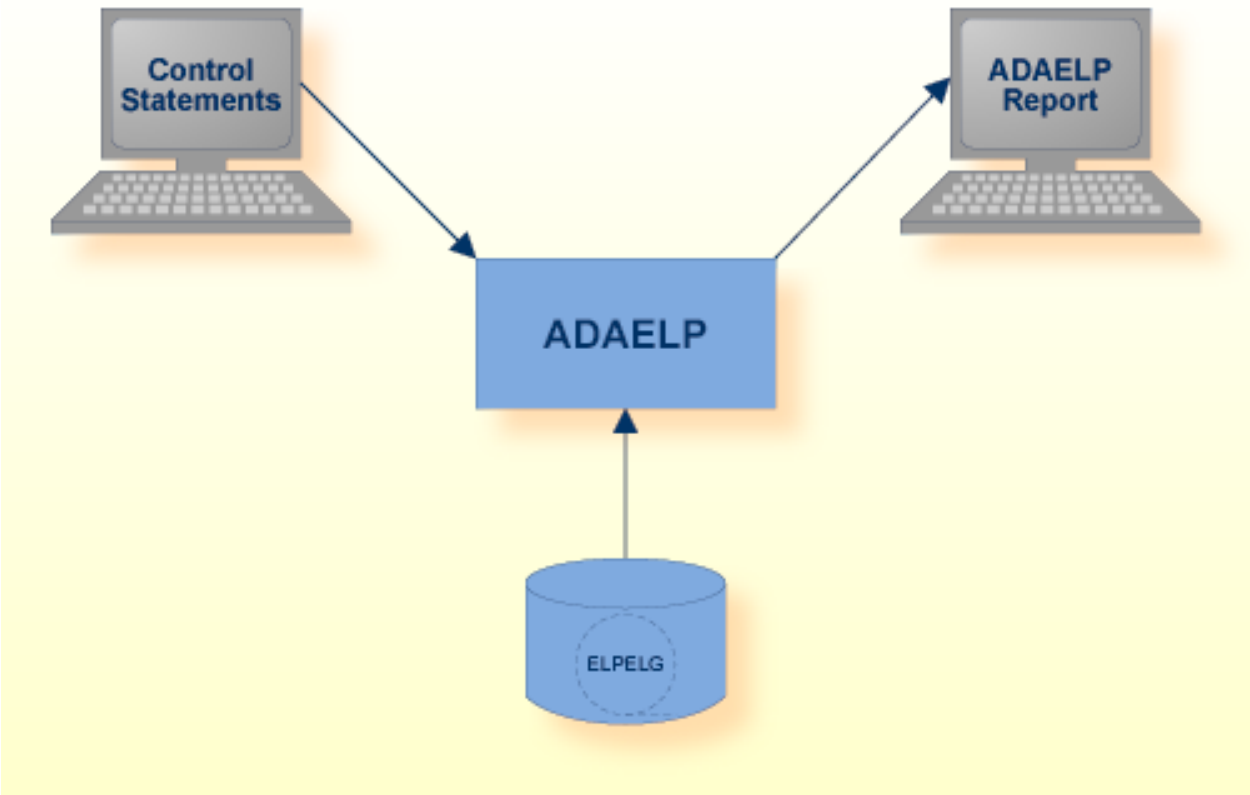 Control
Statements
ADAELP
Report
ADAELP
ELPELG